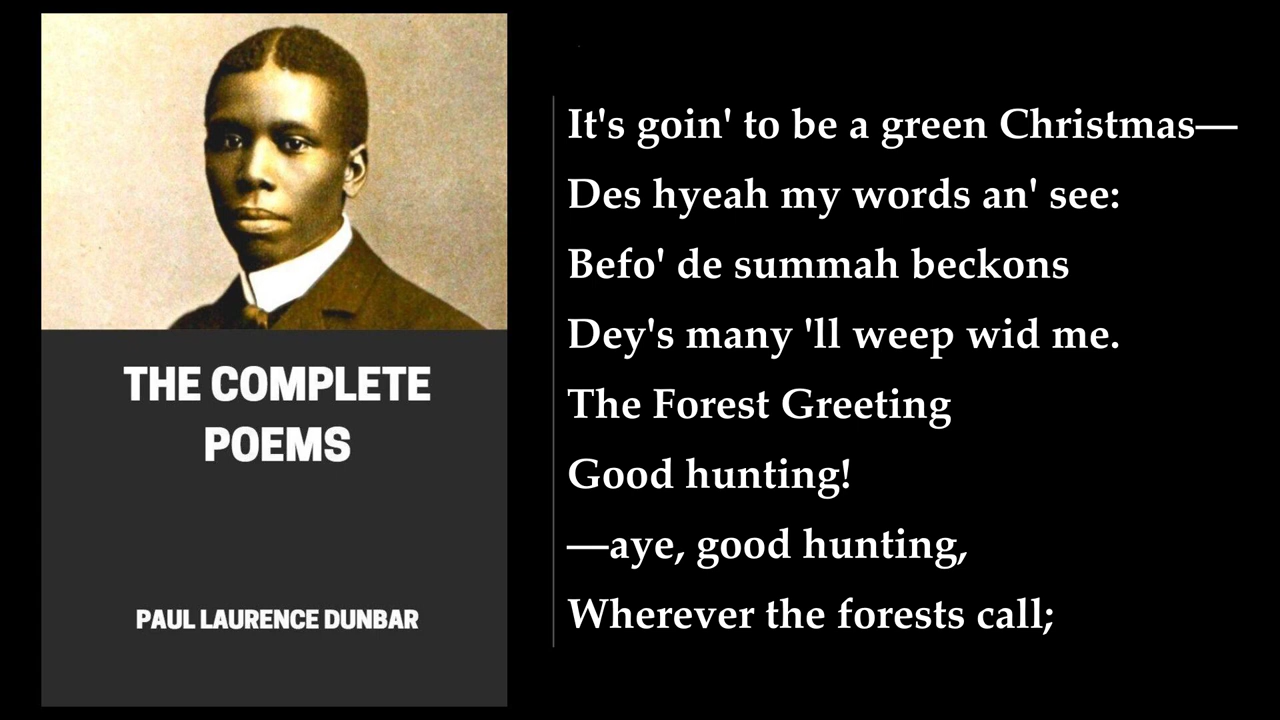 THE COMPLETE
POEMS
PAUL LAURENCE DUNBAR
It's goin' to be a green Christmas—
Des hyeah my words an' see:
Befo' de summah beckons
Dey's many 'll weep wid me.
The Forest Greeting
Good hunting!
—aye, good hunting,
Wherever the forests call;